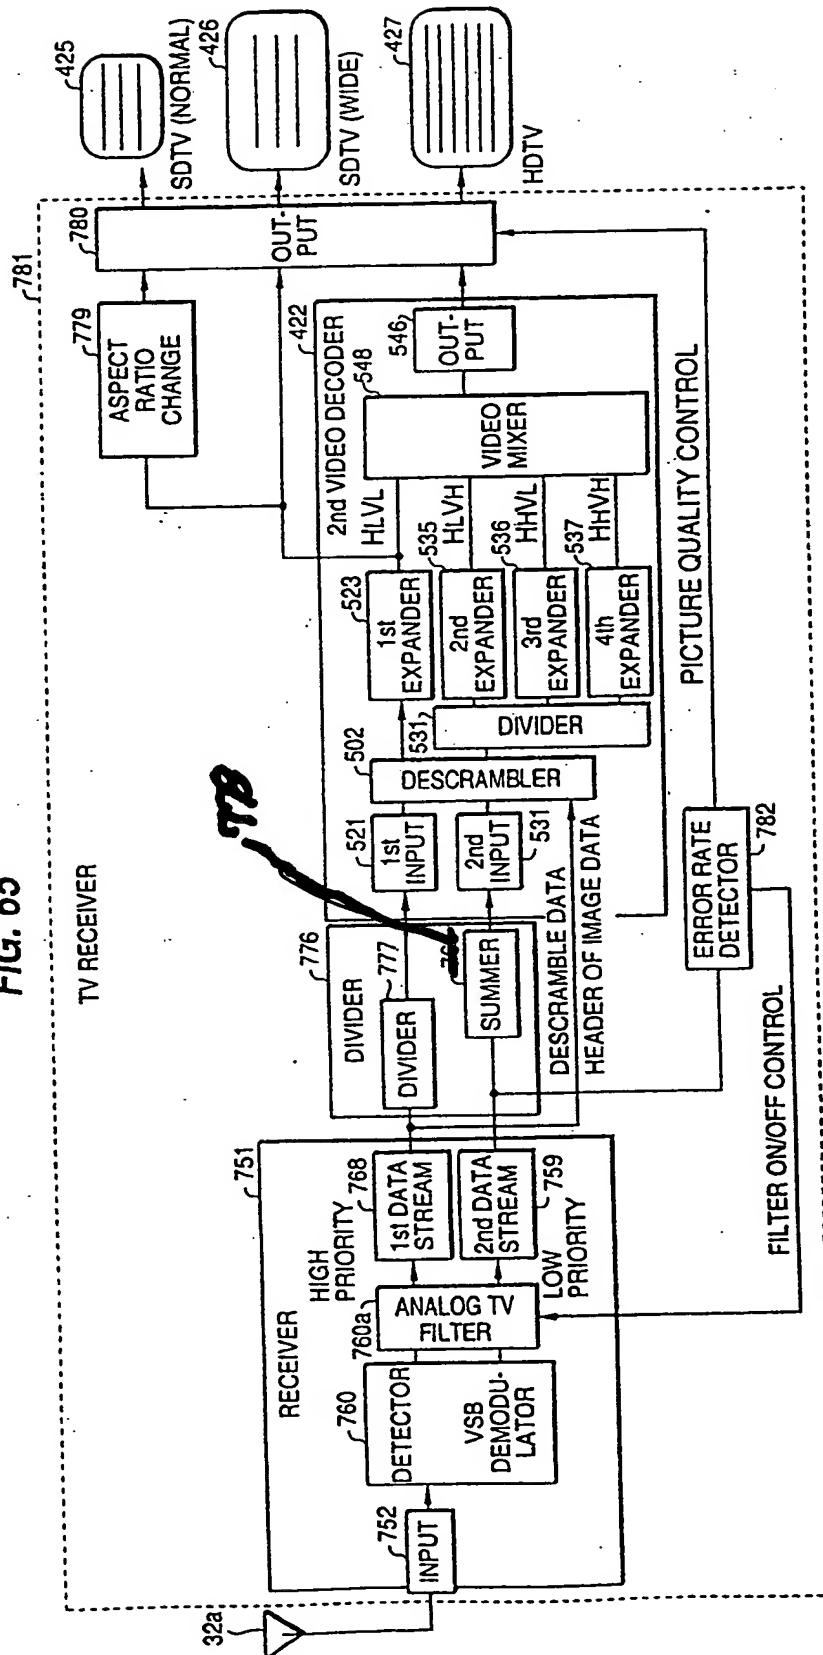 FIG. 65
TV RECEIVER
781
32a
752
INPUT
RECEIVER
751
760
DETECTOR
VSB
DEMODU-
LATOR
760a
ANALOG TV
FILTER
HIGH
PRIORITY
768
1st DATA
STREAM
2nd DATA
STREAM
759
LOW
PRIORITY
FILTER ON/OFF CONTROL
776
DIVIDER
777
DIVIDER
778
SUMMER
DESCRAMBLE DATA
HEADER OF IMAGE DATA
ERROR RATE
DETECTOR
782
PICTURE QUALITY CONTROL
2nd VIDEO DECODER
422
521
1st
INPUT
2nd
INPUT
531
502
DESCRAMBLER
531
DIVIDER
523
1st
EXPANDER
535
2nd
EXPANDER
536
3rd
EXPANDER
537
4th
EXPANDER
HLVL
HLVH
HHVL
HHVH
548
VIDEO
MIXER
546
OUT-
PUT
779
ASPECT
RATIO
CHANGE
780
OUT-
PUT
425
SDTV (NORMAL)
426
SDTV (WIDE)
427
HDTV